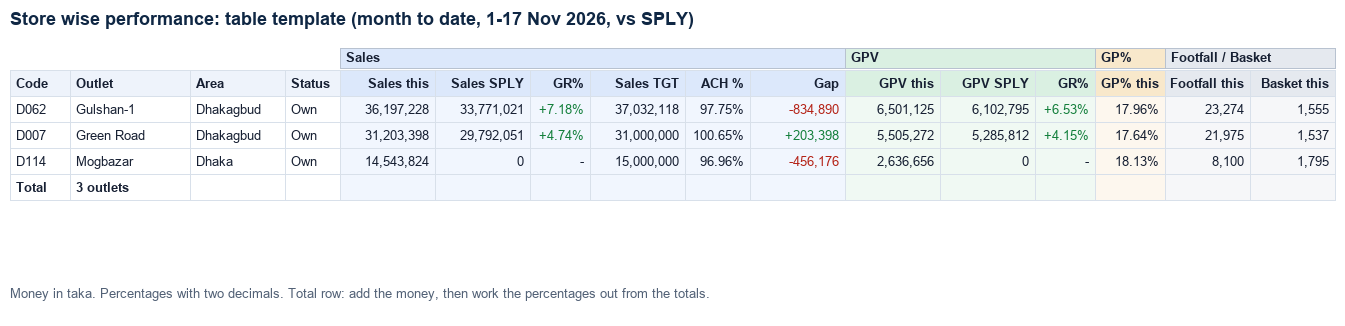 Store wise performance: table template (month to date, 1-17 Nov 2026, vs SPLY)
Sales GPV GP% Footfall / Basket
Code Outlet Area Status Sales this Sales SPLY GR% Sales TGT ACH % Gap GPV this GPV SPLY GR% GP% this Footfall this Basket this
D062 Gulshan-1 Dhakagbud Own 36,197,228 33,771,021 +7.18% 37,032,118 97.75% -834,890 6,501,125 6,102,795 +6.53% 17.96% 23,274 1,555
D007 Green Road Dhakagbud Own 31,203,398 29,792,051 +4.74% 31,000,000 100.65% +203,398 5,505,272 5,285,812 +4.15% 17.64% 21,975 1,537
D114 Mogbazar Dhaka Own 14,543,824 0 - 15,000,000 96.96% -456,176 2,636,656 0 - 18.13% 8,100 1,795
Total 3 outlets
Money in taka. Percentages with two decimals. Total row: add the money, then work the percentages out from the totals.